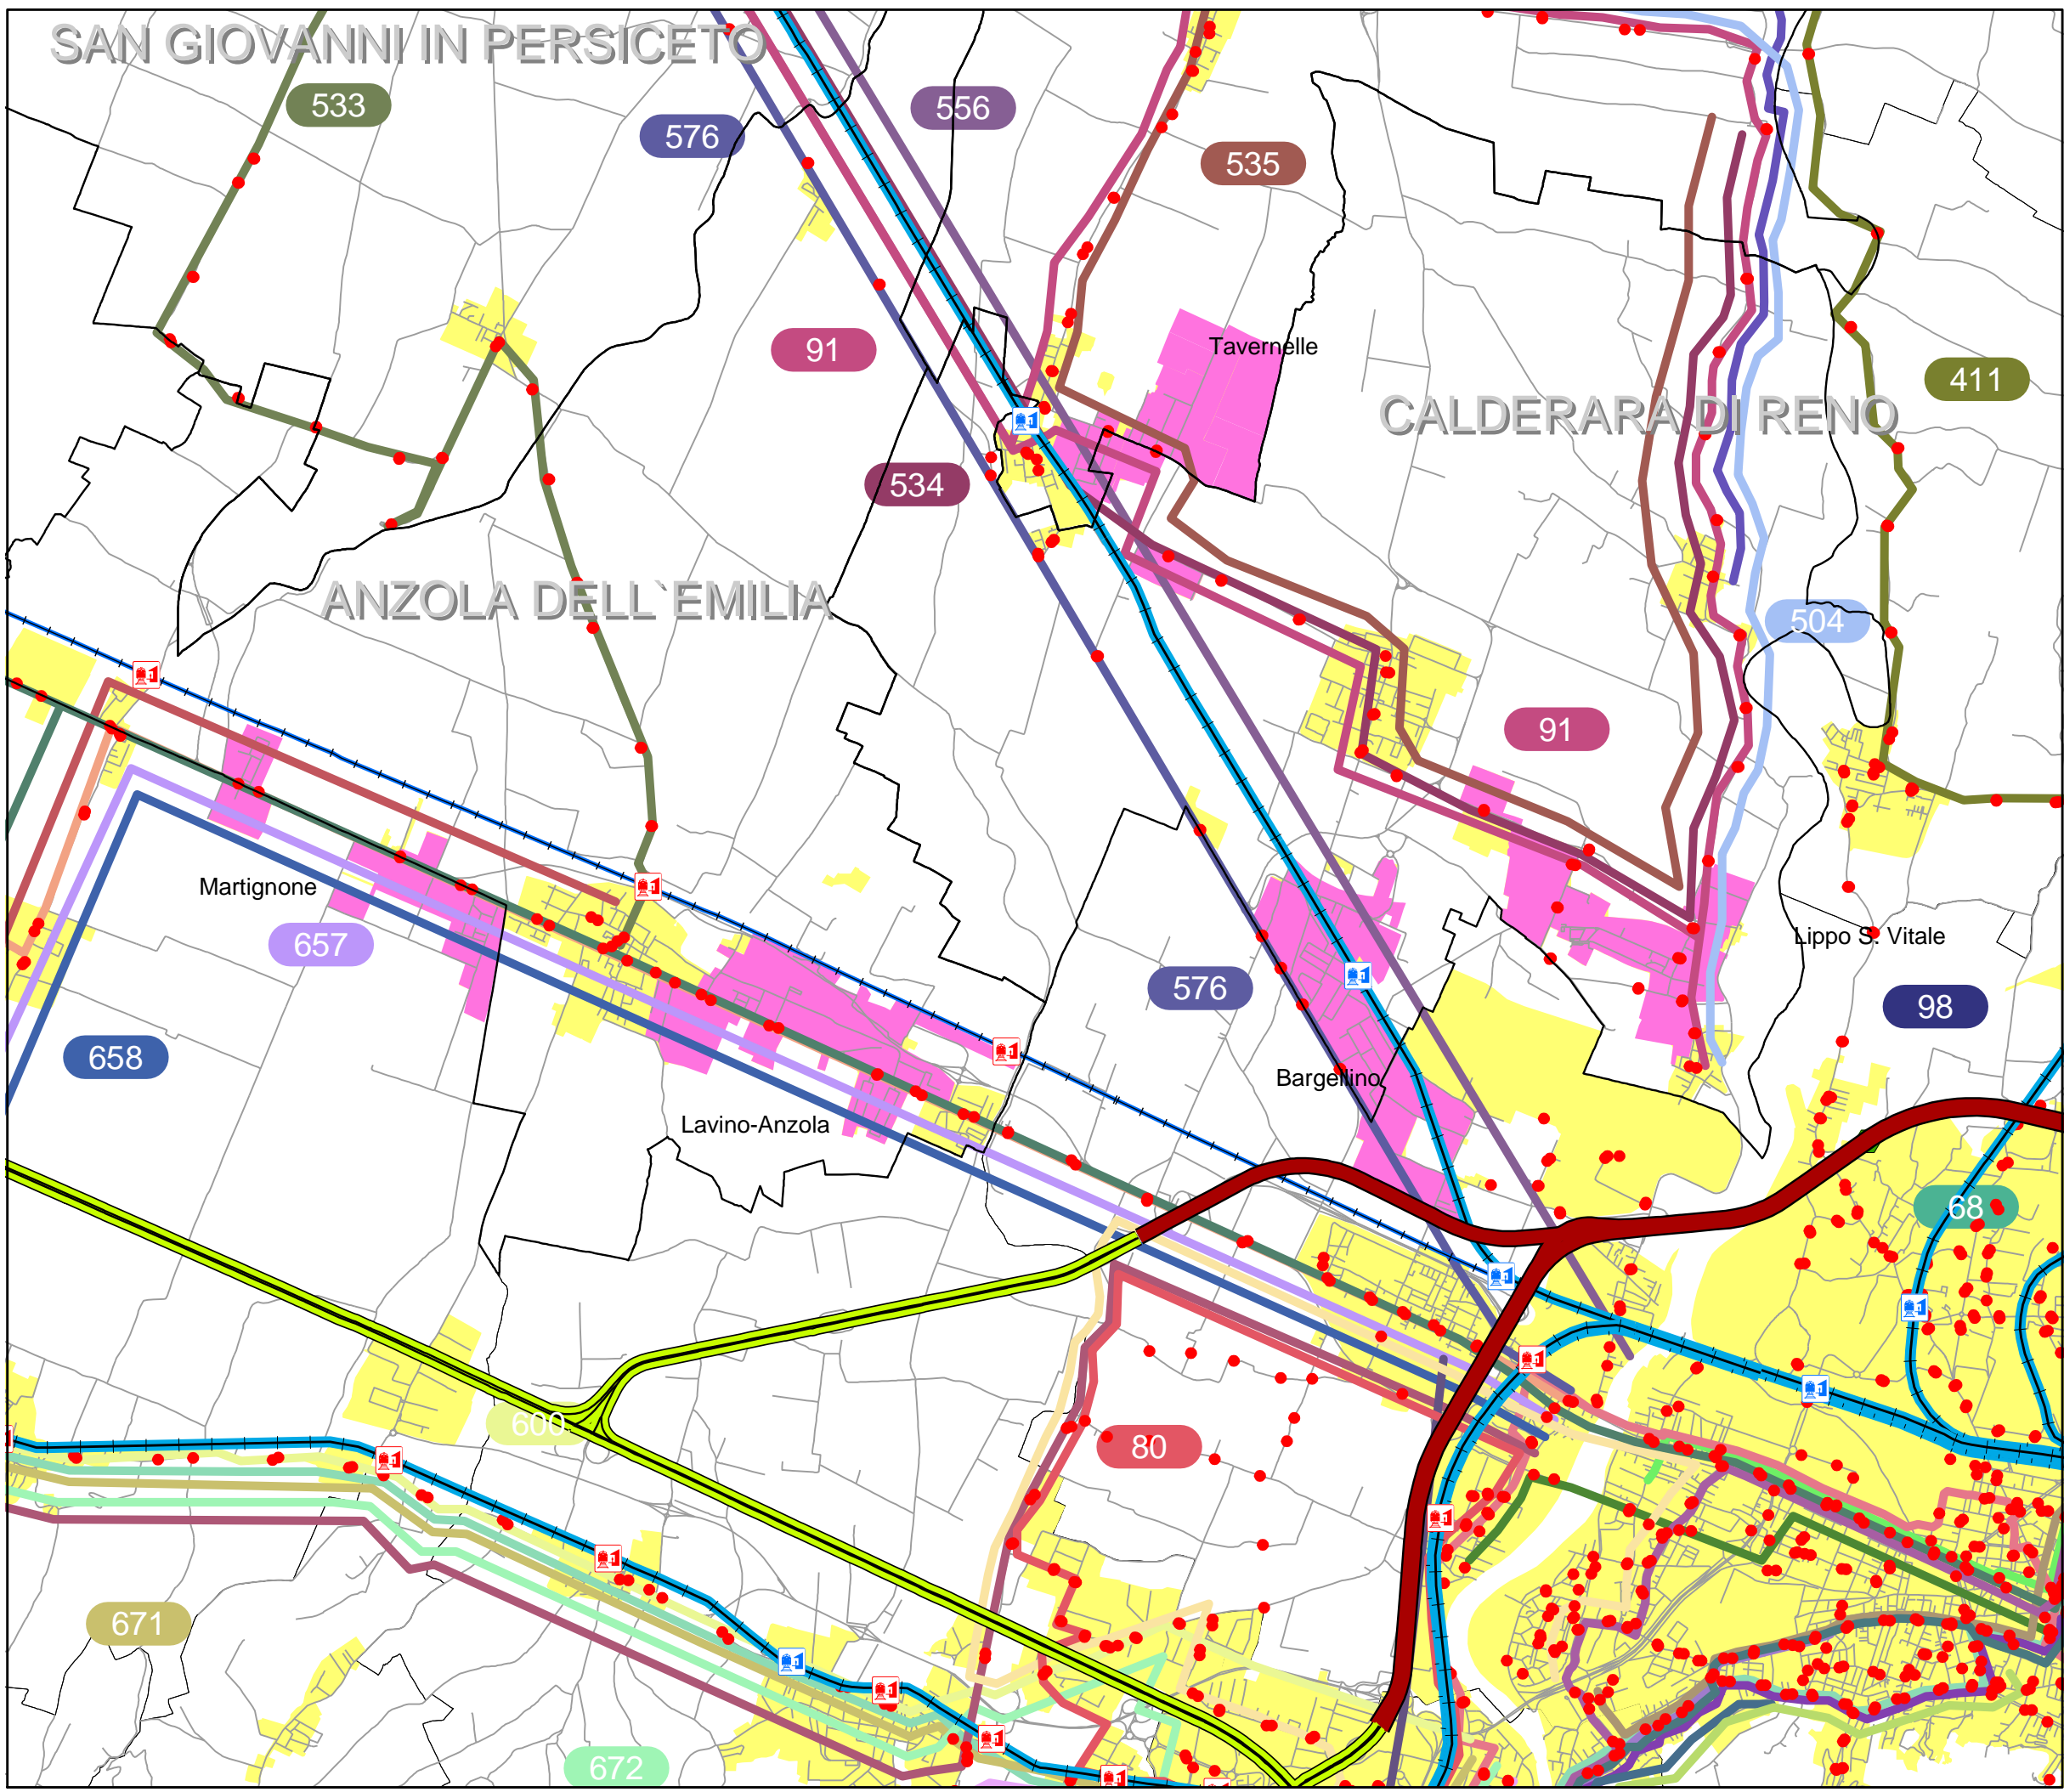 SAN GIOVANNI IN PERSICETO
533
576
556
535
91
Tavernelle
411
CALDERARA DI RENO
534
ANZOLA DELL`EMILIA
504
91
Martignone
657
Lippo S. Vitale
576
98
658
Bargellino
Lavino-Anzola
68
600
80
671
672